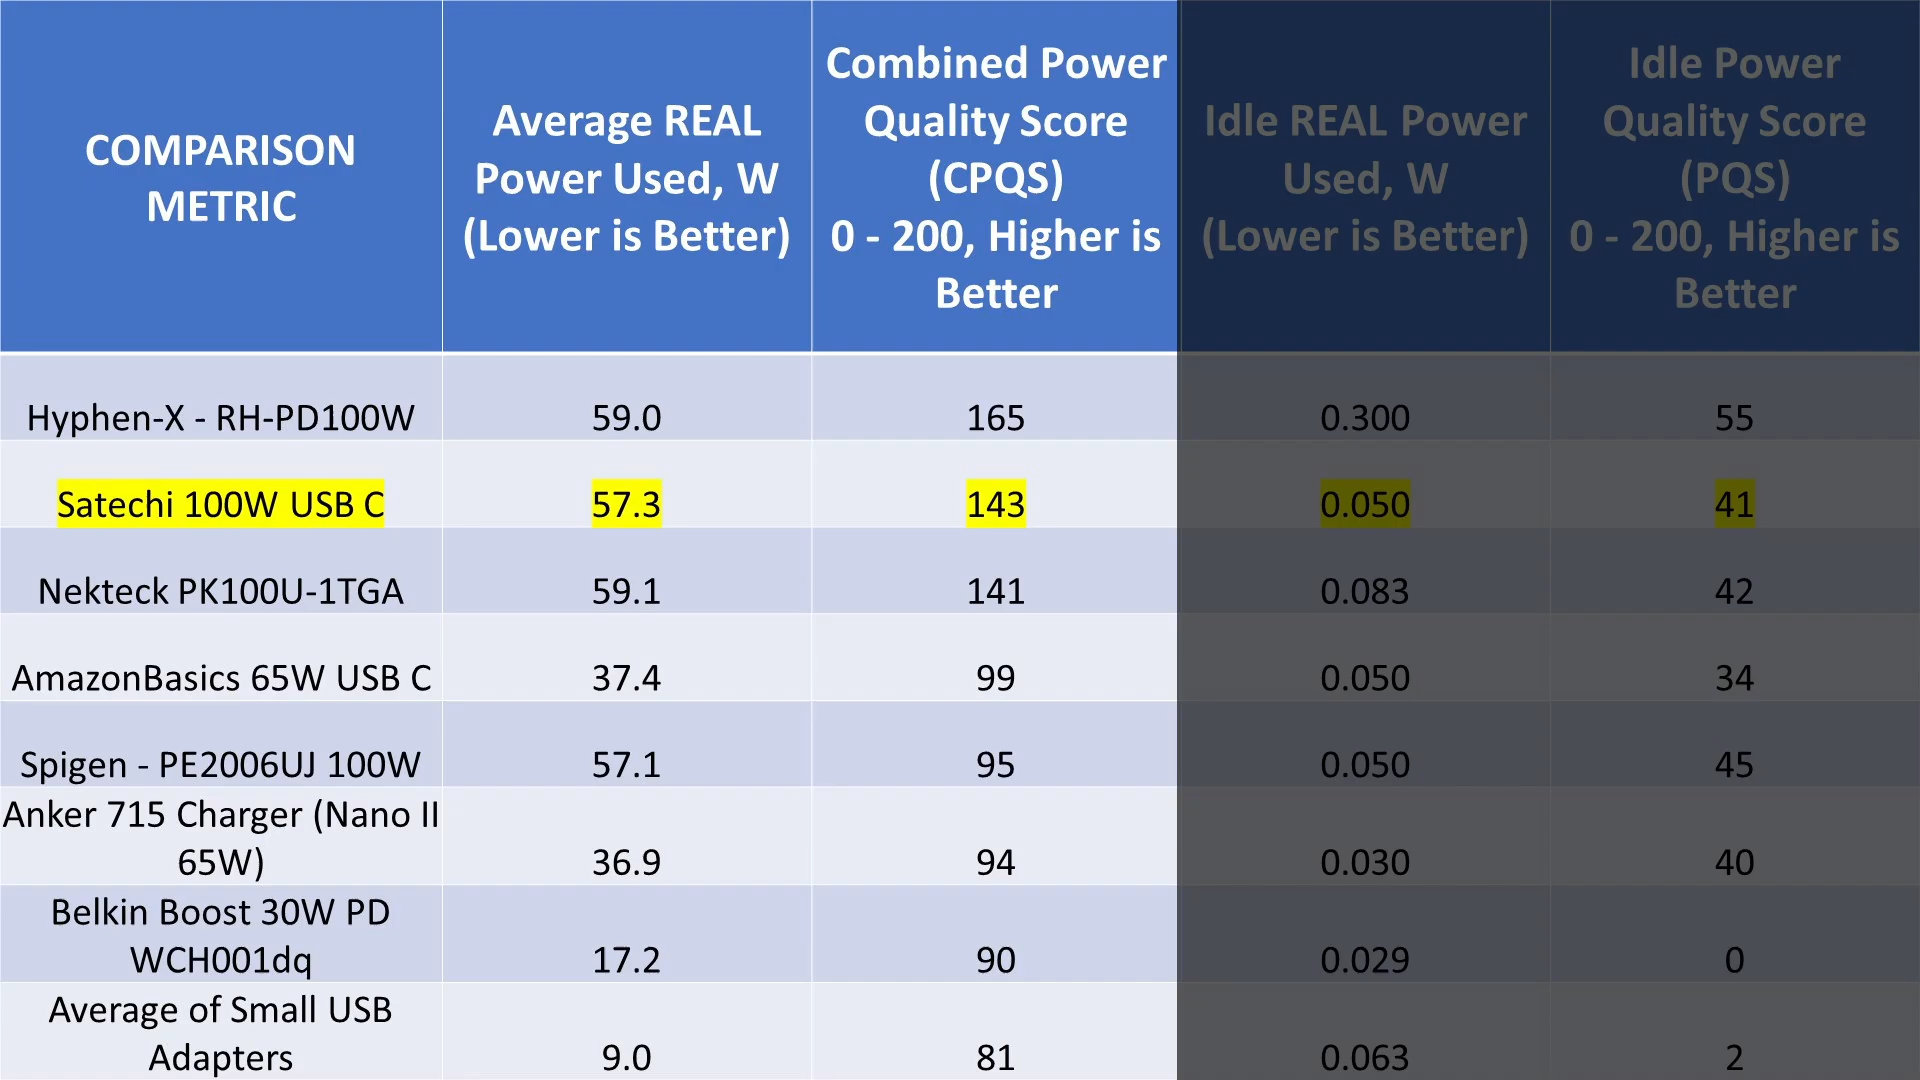 COMPARISON
METRIC
Average REAL
Power Used, W
(Lower is Better)
Combined Power
Quality Score
(CPQS)
0 - 200, Higher is
Better
Idle REAL Power
Used, W
(Lower is Better)
Idle Power
Quality Score
(PQS)
0 - 200, Higher is
Better
Hyphen-X - RH-PD100W 59.0 165 0.300 55
Satechi 100W USB C 57.3 143 0.050 41
Nekteck PK100U-1TGA 59.1 141 0.083 42
AmazonBasics 65W USB C 37.4 99 0.050 34
Spigen - PE2006UJ 100W 57.1 95 0.050 45
Anker 715 Charger (Nano II
65W) 36.9 94 0.030 40
Belkin Boost 30W PD
WCH001dq 17.2 90 0.029 0
Average of Small USB
Adapters 9.0 81 0.063 2